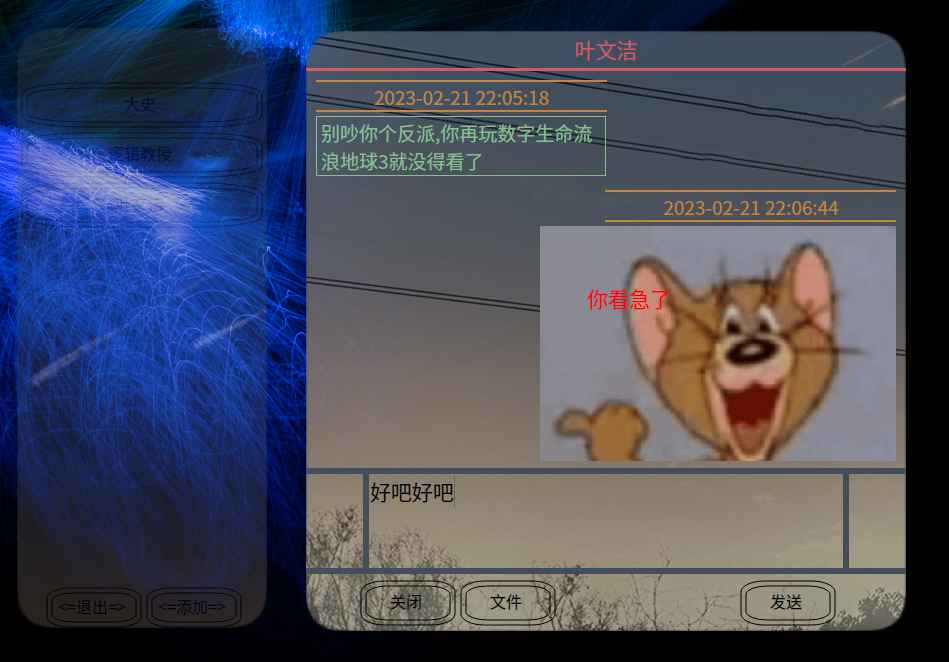 大史
逻辑教授
<=退出=>
<=添加=>
叶文洁
2023-02-21 22:05:18
别吵你个反派,你再玩数字生命流
浪地球3就没得看了
2023-02-21 22:06:44
你看急了
好吧好吧
关闭
文件
发送